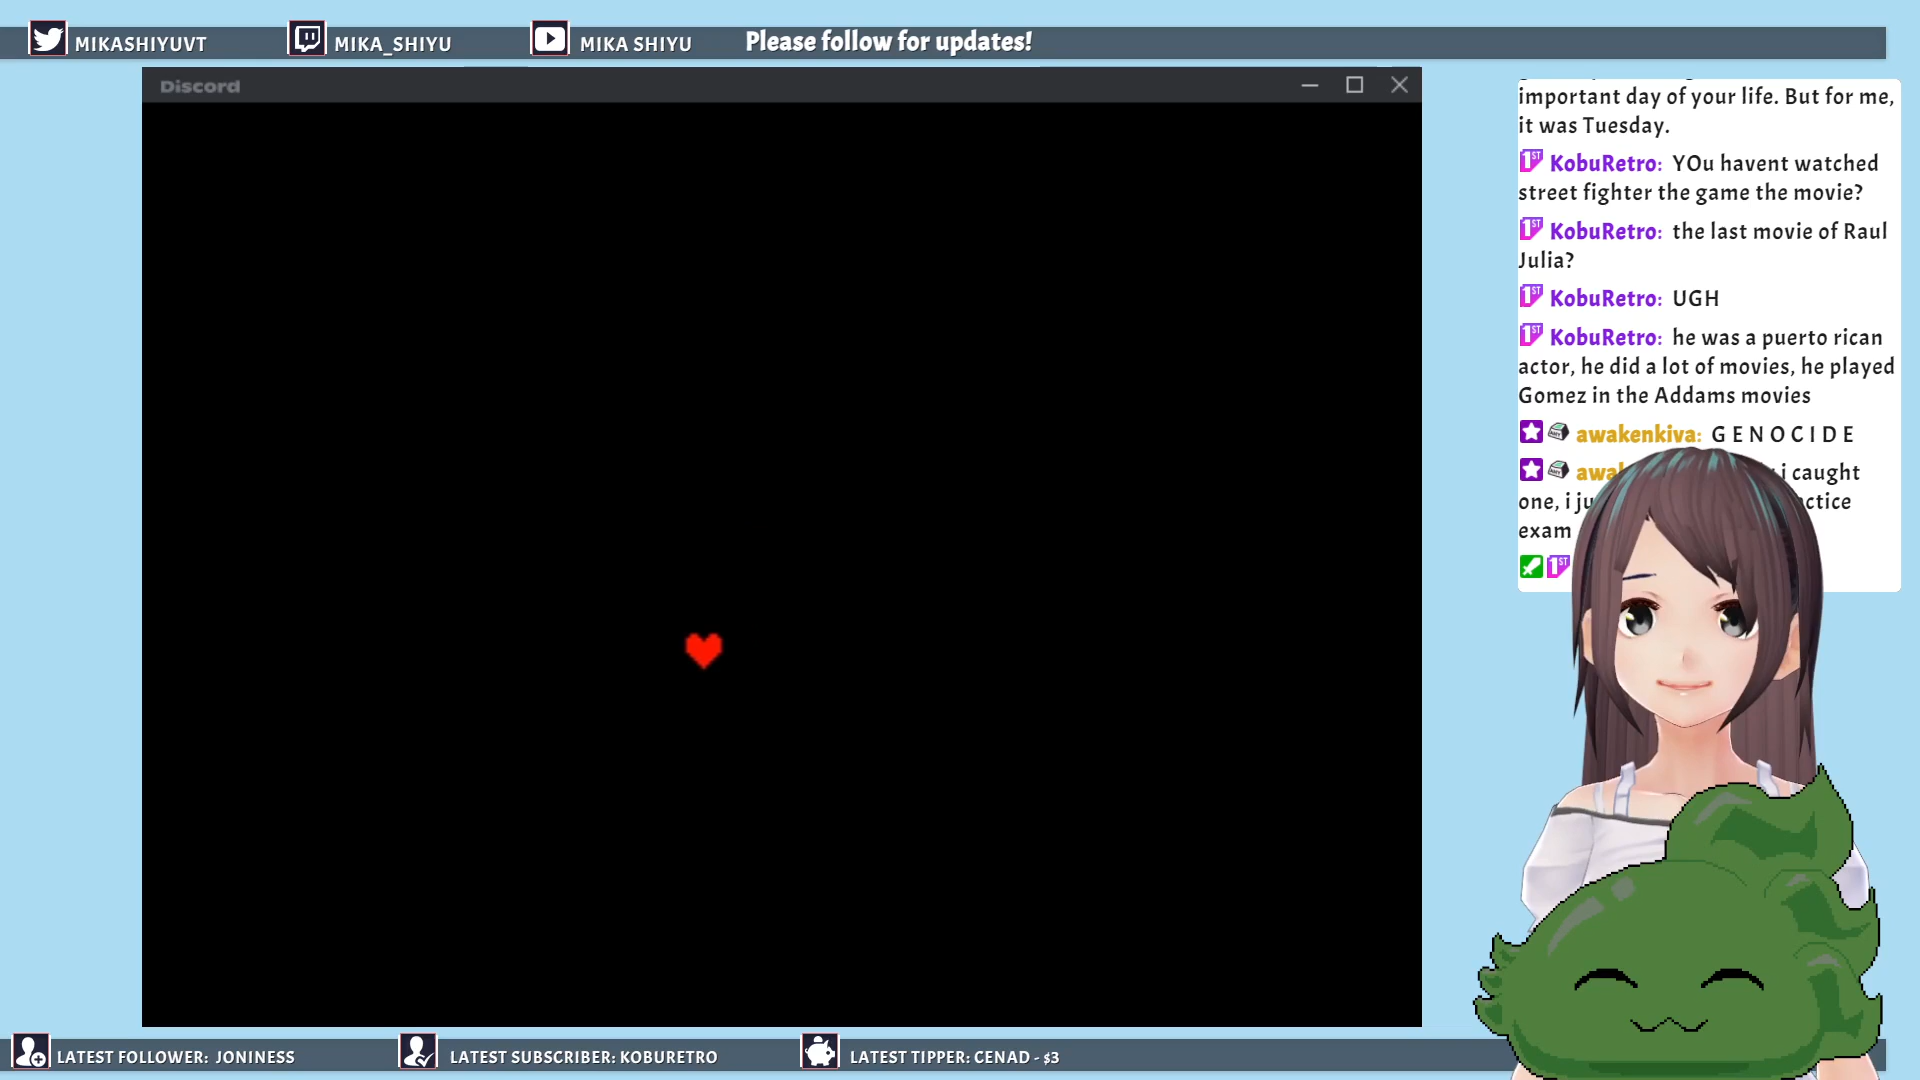 MIKASHIYUVT
MIKA_SHIYU
MIKA SHIYU
Please follow for updates!
Discord
important day of your life. But for me,
it was Tuesday.
KobuRetro: YOu havent watched
street fighter the game the movie?
KobuRetro: the last movie of Raul
Julia?
KobuRetro: UGH
KobuRetro: he was a puerto rican
actor, he did a lot of movies, he played
Gomez in the Addams movies
awakenkiva: G E N O C I D E
i caught
one, i
exam
LATEST FOLLOWER: JONINESS
LATEST SUBSCRIBER: KOBURETRO
LATEST TIPPER: CENAD - $3